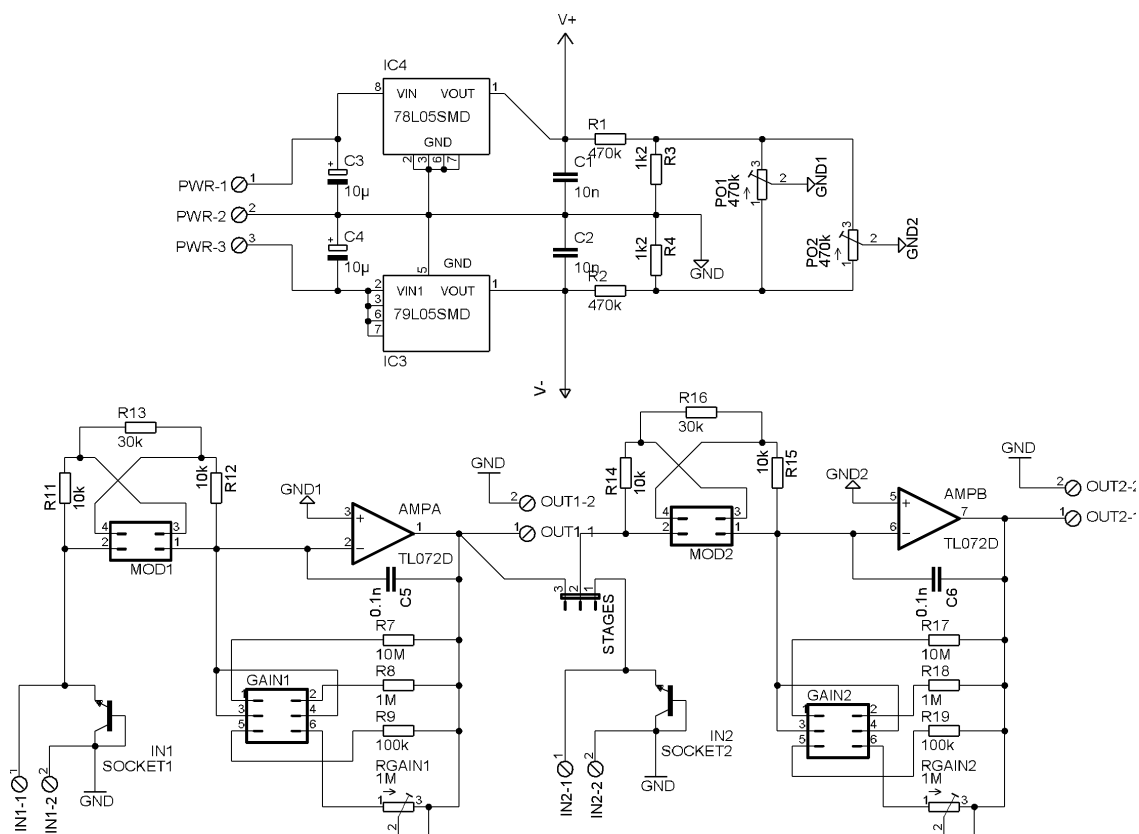 V+
IC4
8 VIN VOUT 1
78L05SMD
GND
2 3 6 7
R1
470k
C3
10µ
C1
10n
1k2
R3
PO1
470k
3
2
1
GND1
PWR-1 1
PWR-2 2
PWR-3 3
C4
10µ
C2
10n
1k2
R4
GND
PO2
470k
3
2
1
GND2
R2
470k
5
GND
2 VIN1 VOUT 1
3
6
7
79L05SMD
IC3
V-
R13
30k
R11
10k
10k
R12
4 3
2 1
MOD1
GND1
3
2
+
−
AMPA
1
TL072D
GND
2 OUT1-2
1 OUT1-1
0.1n
C5
R7
10M
R8
1M
R9
100k
GAIN1
1 2
3 4
5 6
RGAIN1
1M
1 3
2
IN1
SOCKET1
GND
1
IN1-1
2
IN1-2
3 2 1
STAGES
R16
30k
R14
10k
10k
R15
4 3
2 1
MOD2
GND2
5
6
+
−
AMPB
7
TL072D
GND
2 OUT2-2
1 OUT2-1
0.1n
C6
R17
10M
R18
1M
R19
100k
GAIN2
1 2
3 4
5 6
RGAIN2
1M
1 3
2
IN2
SOCKET2
GND
1
IN2-1
2
IN2-2